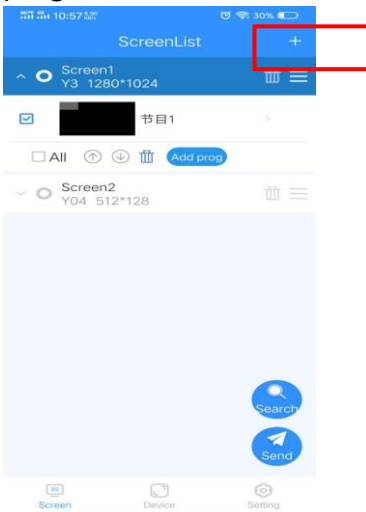 10:57
30%
ScreenList
+
Screen1
Y3 1280*1024
节目1
All
Add prog
Screen2
Y04 512*128
Search
Send
Screen Device Setting